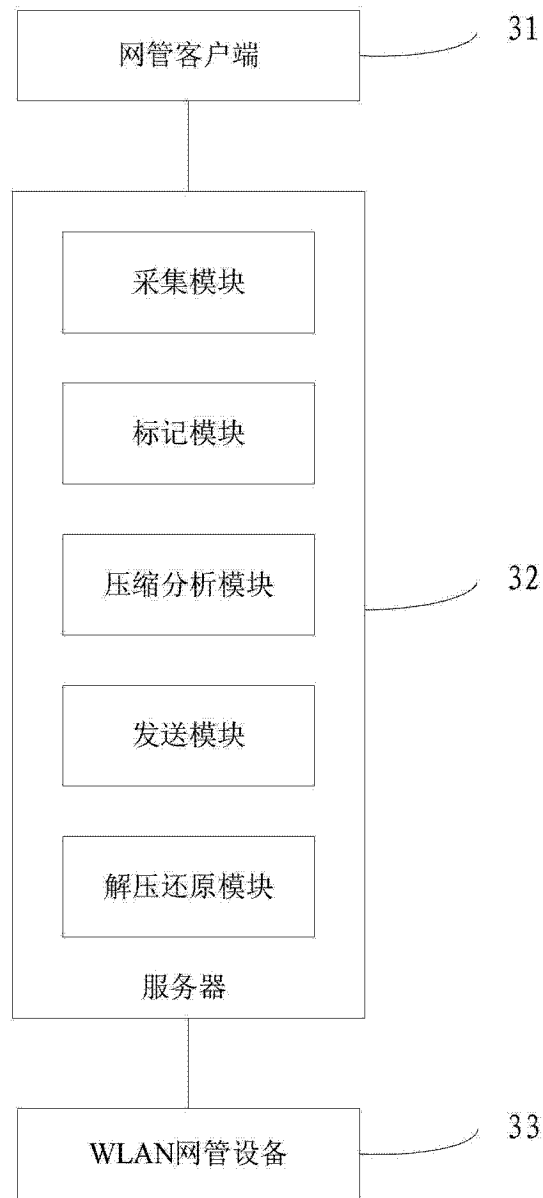 网管客户端
31
采集模块
标记模块
压缩分析模块
32
发送模块
解压还原模块
服务器
WLAN网管设备
33